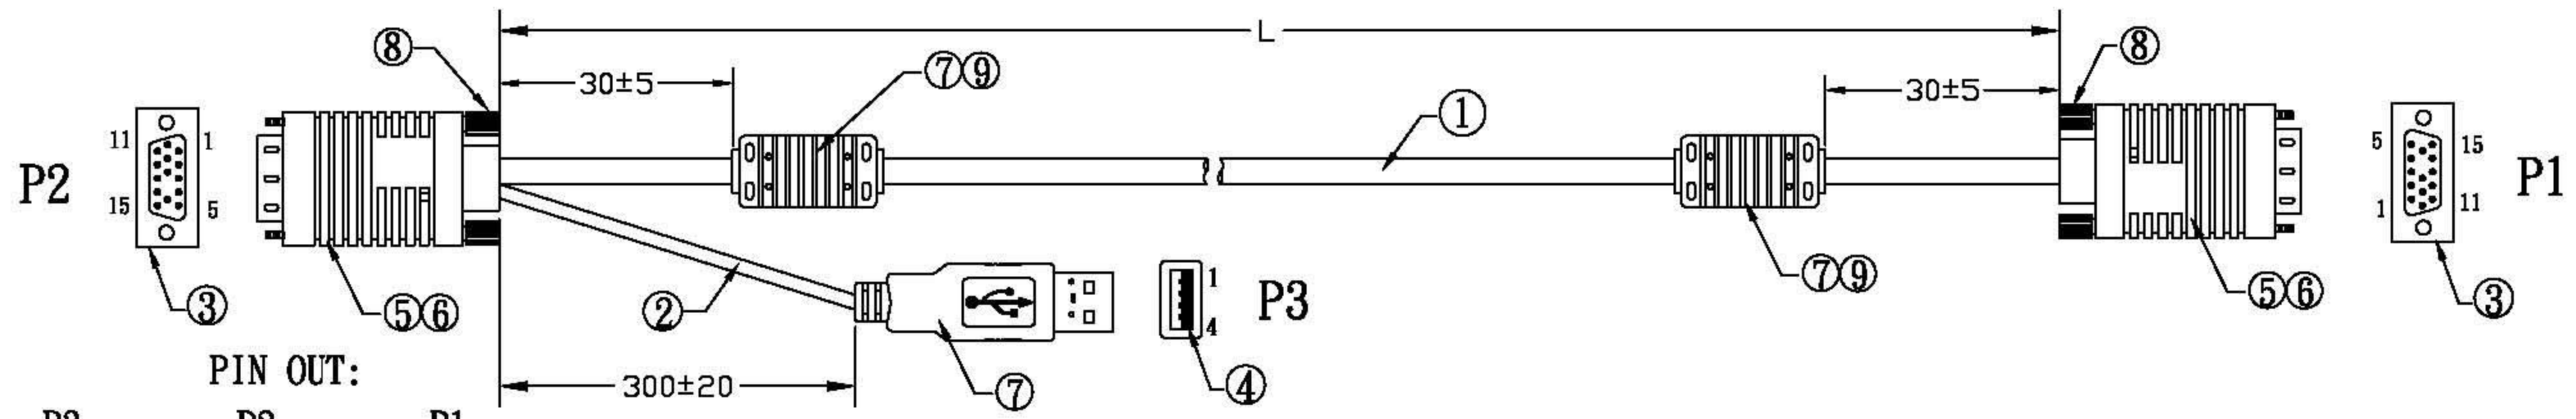 L
⑧ ⑧
30±5 ⑦⑨ 30±5
①
11 1 5 15
P2 P1
15 5 1 11
③ ⑤⑥ ② ⑦⑨ ⑤⑥ ③
1
P3
4
PIN OUT:
300±20 ⑦ ④